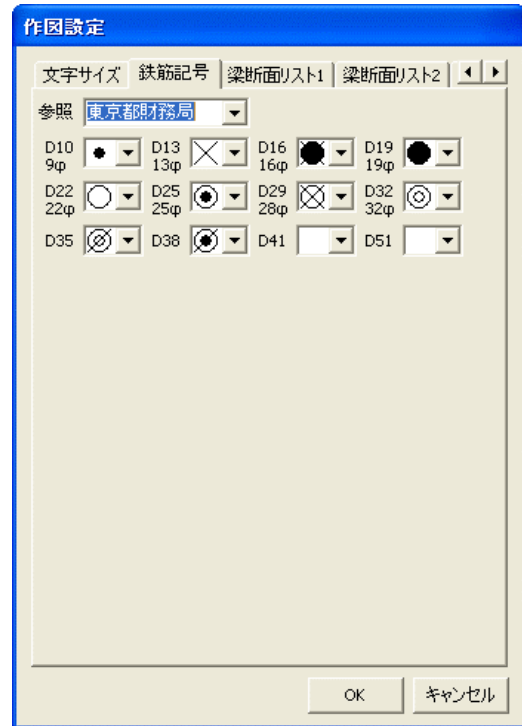 作図設定
文字サイズ 鉄筋記号 梁断面リスト1 梁断面リスト2
参照 東京都財務局
D10 D13 D16 D19
9φ 13φ 16φ 19φ
D22 D25 D29 D32
22φ 25φ 28φ 32φ
D35 D38 D41 D51
OK キャンセル